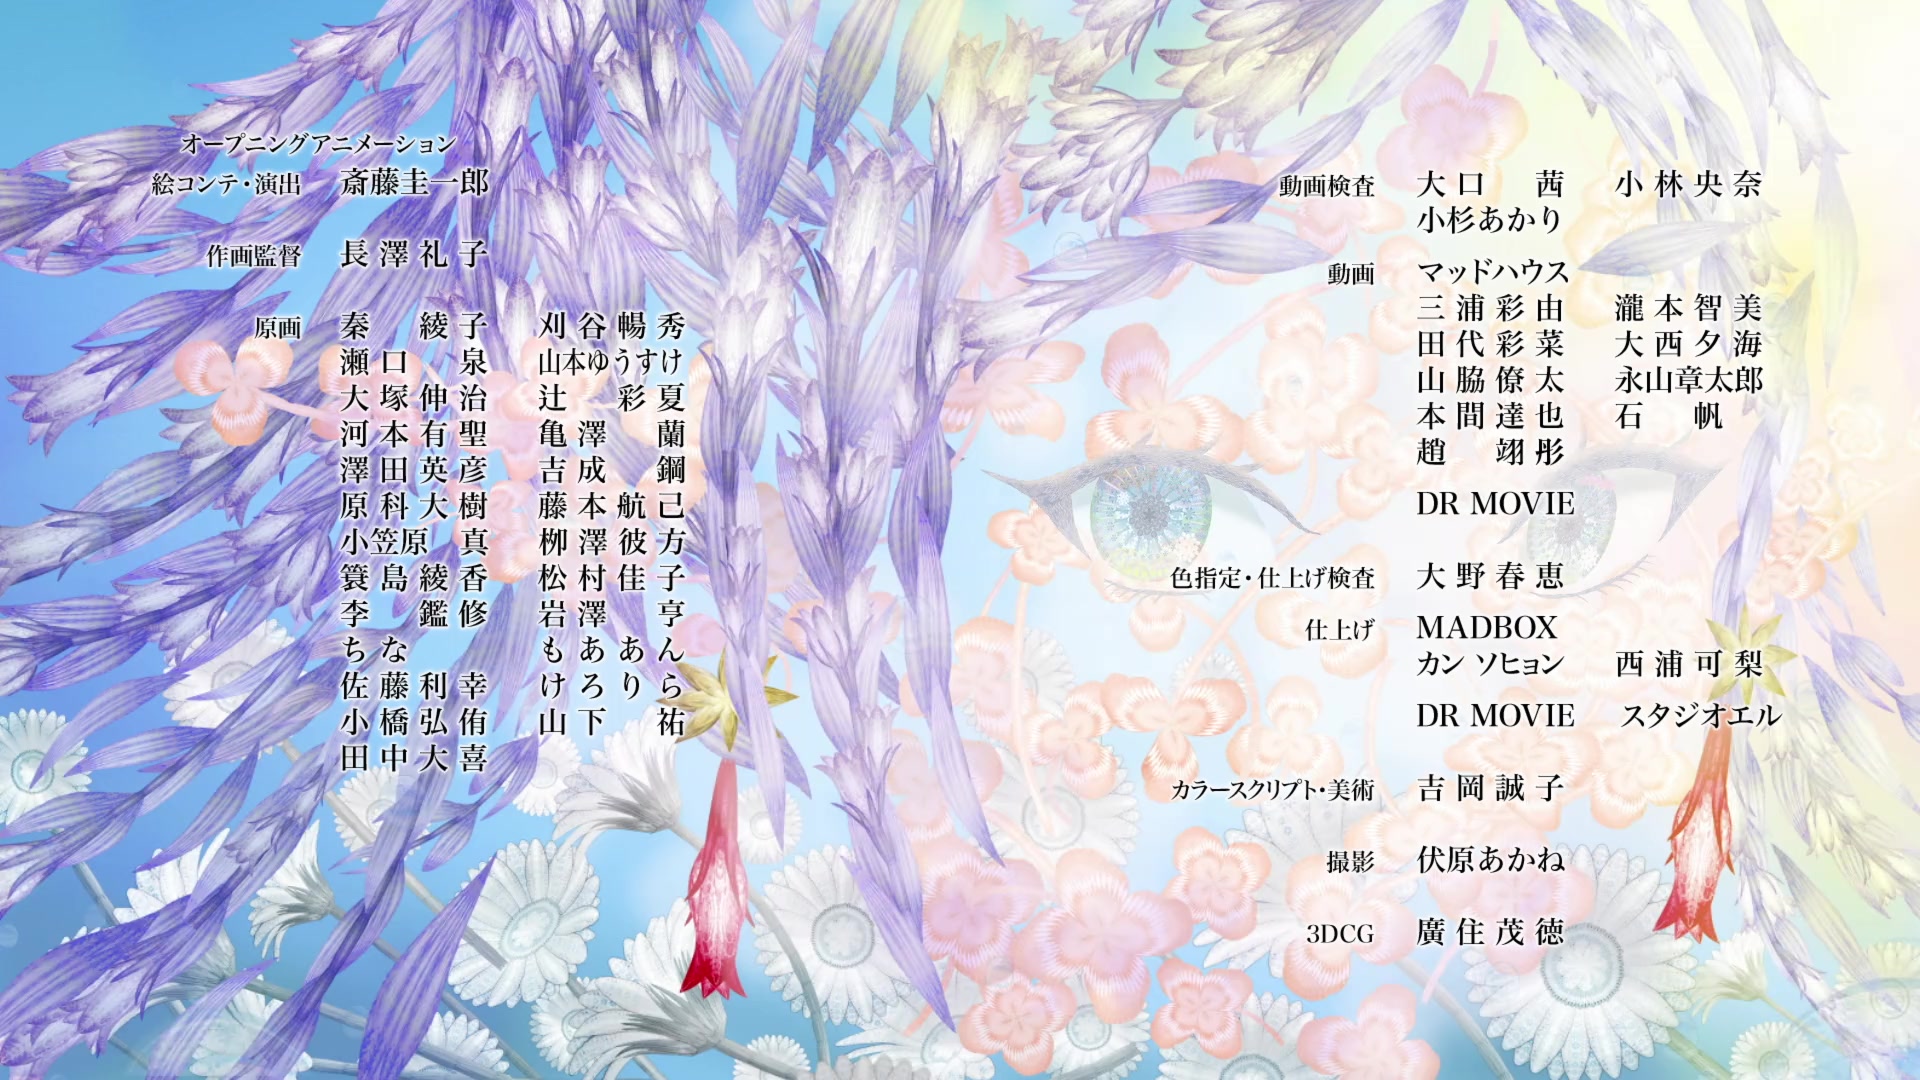 オープニングアニメーション
絵コンテ・演出 斎藤圭一郎
作画監督 長澤礼子
原画 秦 綾子 刈谷暢秀
瀬口 泉 山本ゆうすけ
大塚伸治 辻 彩夏
河本有聖 亀澤 蘭
澤田英彦 吉成 鋼
原科大樹 藤本航己
小笠原 真 栁澤彼方
簑島綾香 松村佳子
李 鑑修 岩澤 亨
ちな もああん
佐藤利幸 けろりら
小橋弘侑 山下 祐
田中大喜
動画検査 大口 茜 小林央奈
小杉あかり
動画 マッドハウス
三浦彩由 瀧本智美
田代彩菜 大西夕海
山脇僚太 永山章太郎
本間達也 石 帆
趙 翊彤
DR MOVIE
色指定・仕上げ検査 大野春恵
仕上げ MADBOX
カン ソヒョン 西浦可梨
DR MOVIE スタジオエル
カラースクリプト・美術 吉岡誠子
撮影 伏原あかね
3DCG 廣住茂徳